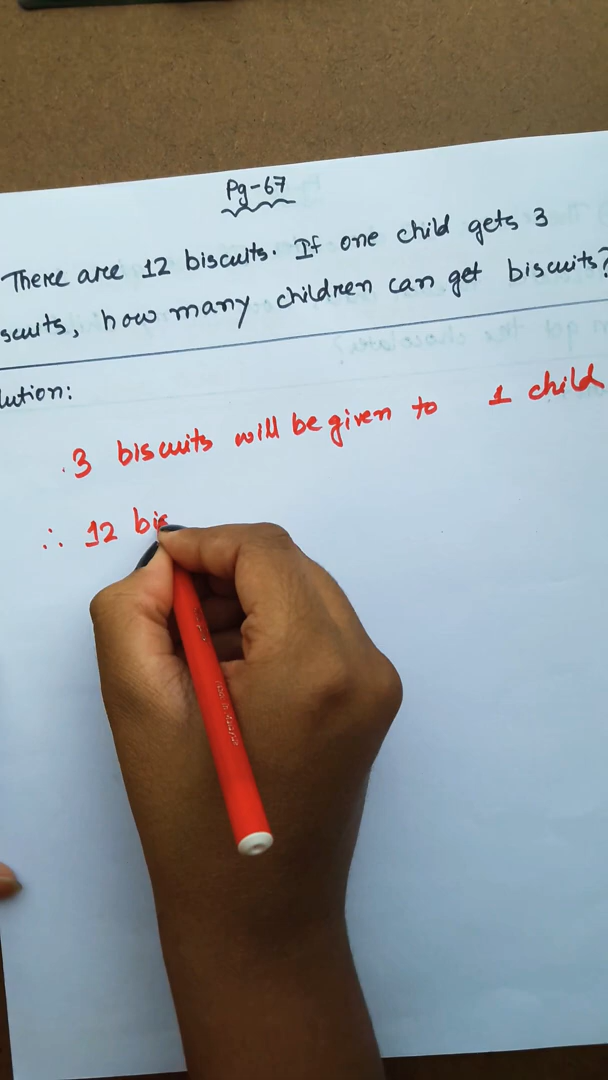 Pg-67
There are 12 biscuits. If one child gets 3
scuits, how many children can get biscuits?
lution:
3 biscuits will be given to 1 child
∴ 12 bis